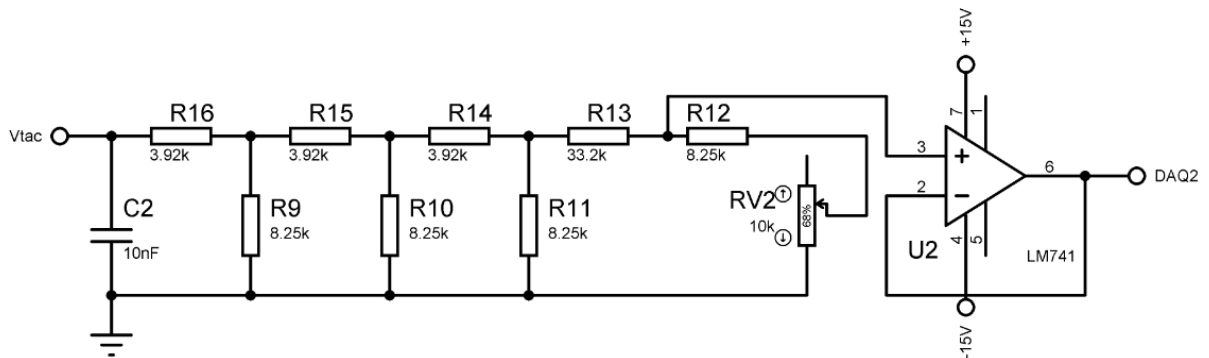 +15V
R16
R15
R14
R13
R12
7
1
Vtac
3.92k
3.92k
3.92k
33.2k
8.25k
3
+
6
DAQ2
2
−
C2
10nF
R9
8.25k
R10
8.25k
R11
8.25k
RV2
10k
68%
U2
4
5
LM741
-15V